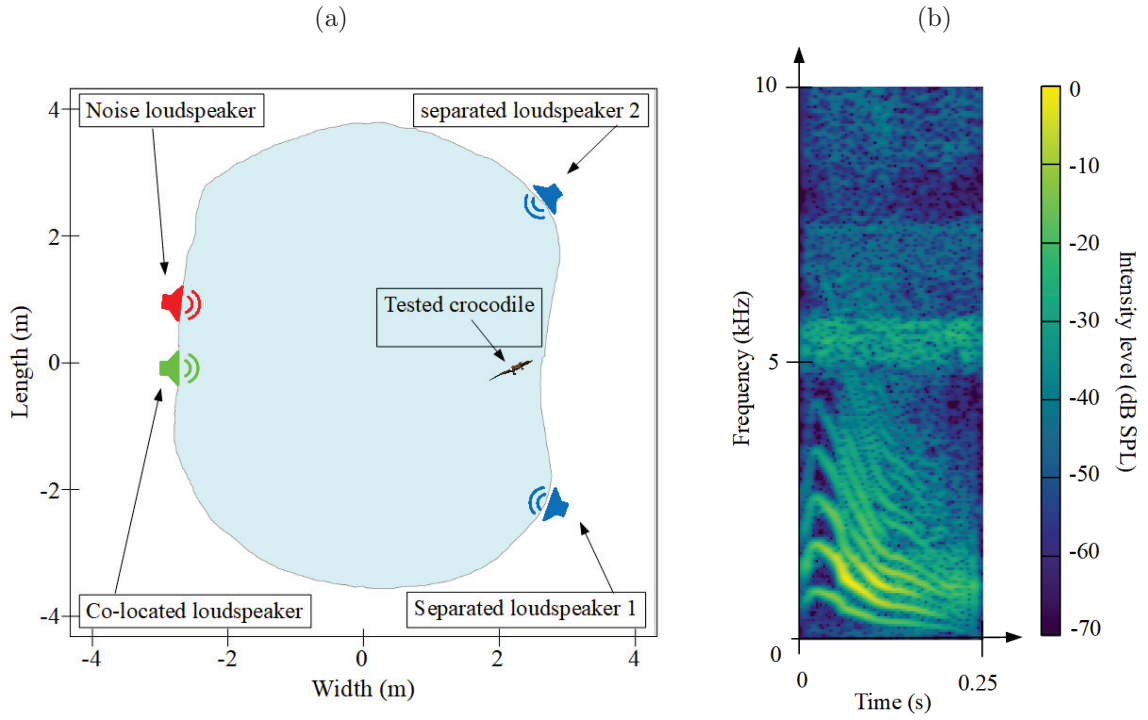 (a)
Noise loudspeaker
separated loudspeaker 2
Tested crocodile
Co-located loudspeaker
Separated loudspeaker 1
Length (m)
4
2
0
-2
-4
-4
-2
0
2
4
Width (m)
(b)
Frequency (kHz)
10
5
0
0
0.25
Time (s)
0
-10
-20
-30
-40
-50
-60
-70
Intensity level (dB SPL)